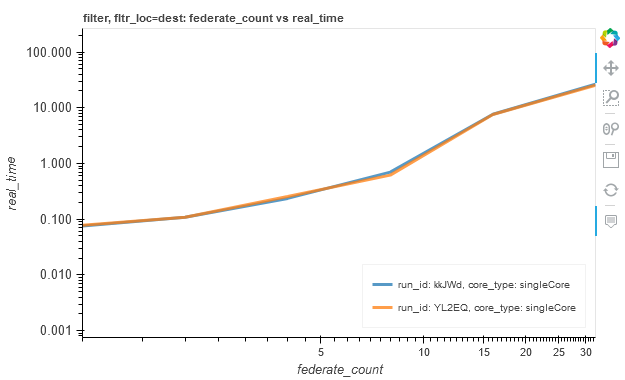 filter, fltr_loc=dest: federate_count vs real_time
100.000
10.000
1.000
0.100
0.010
0.001
real_time
run_id: kkJWd, core_type: singleCore
run_id: YL2EQ, core_type: singleCore
5 10 15 20 25 30
federate_count